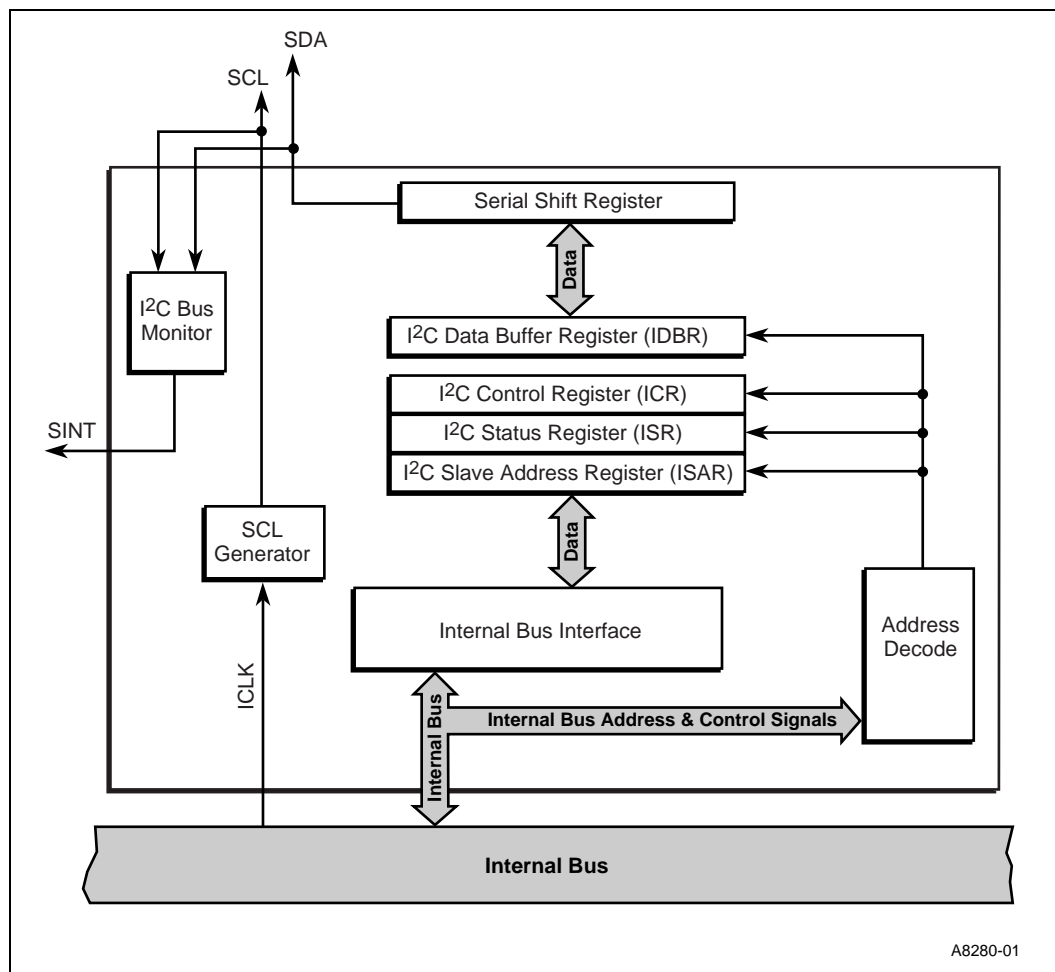 SDA
SCL
Serial Shift Register
Data
I²C Bus
Monitor
I²C Data Buffer Register (IDBR)
I²C Control Register (ICR)
SINT
I²C Status Register (ISR)
I²C Slave Address Register (ISAR)
SCL
Generator
Data
Internal Bus Interface
Address
Decode
ICLK
Internal Bus
Internal Bus Address & Control Signals
Internal Bus
A8280-01